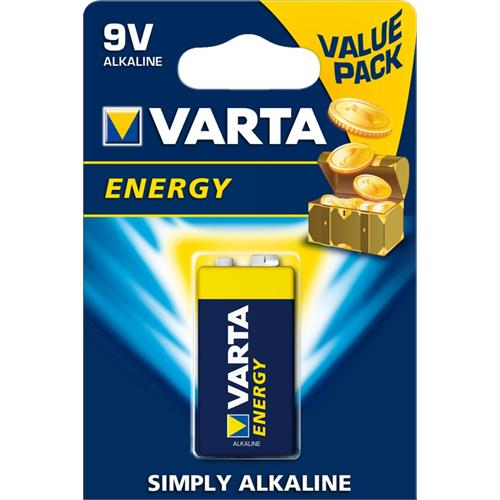 9V
ALKALINE
VALUE
PACK
VARTA
ENERGY
VARTA
ENERGY
ALKALINE
SIMPLY ALKALINE